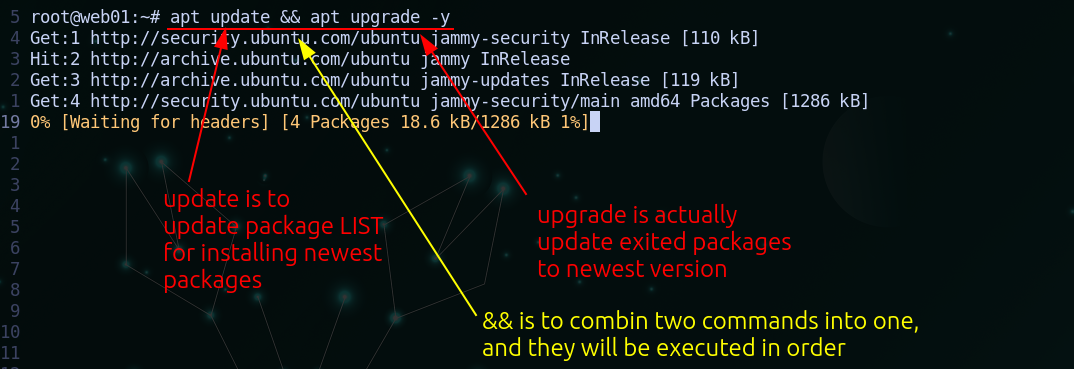 5 root@web01:~# apt update && apt upgrade -y
4 Get:1 http://security.ubuntu.com/ubuntu jammy-security InRelease [110 kB]
3 Hit:2 http://archive.ubuntu.com/ubuntu jammy InRelease
2 Get:3 http://archive.ubuntu.com/ubuntu jammy-updates InRelease [119 kB]
1 Get:4 http://security.ubuntu.com/ubuntu jammy-security/main amd64 Packages [1286 kB]
19 0% [Waiting for headers] [4 Packages 18.6 kB/1286 kB 1%]
1
2
3
4
5
6
7
8
9
10
11
update is to
update package LIST
for installing newest
packages
upgrade is actually
update exited packages
to newest version
&& is to combin two commands into one,
and they will be executed in order